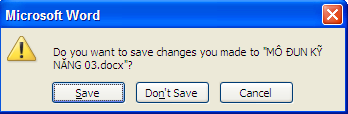 Microsoft Word
Do you want to save changes you made to "MÔ ĐUN KỸ
NĂNG 03.docx"?
Save
Don't Save
Cancel